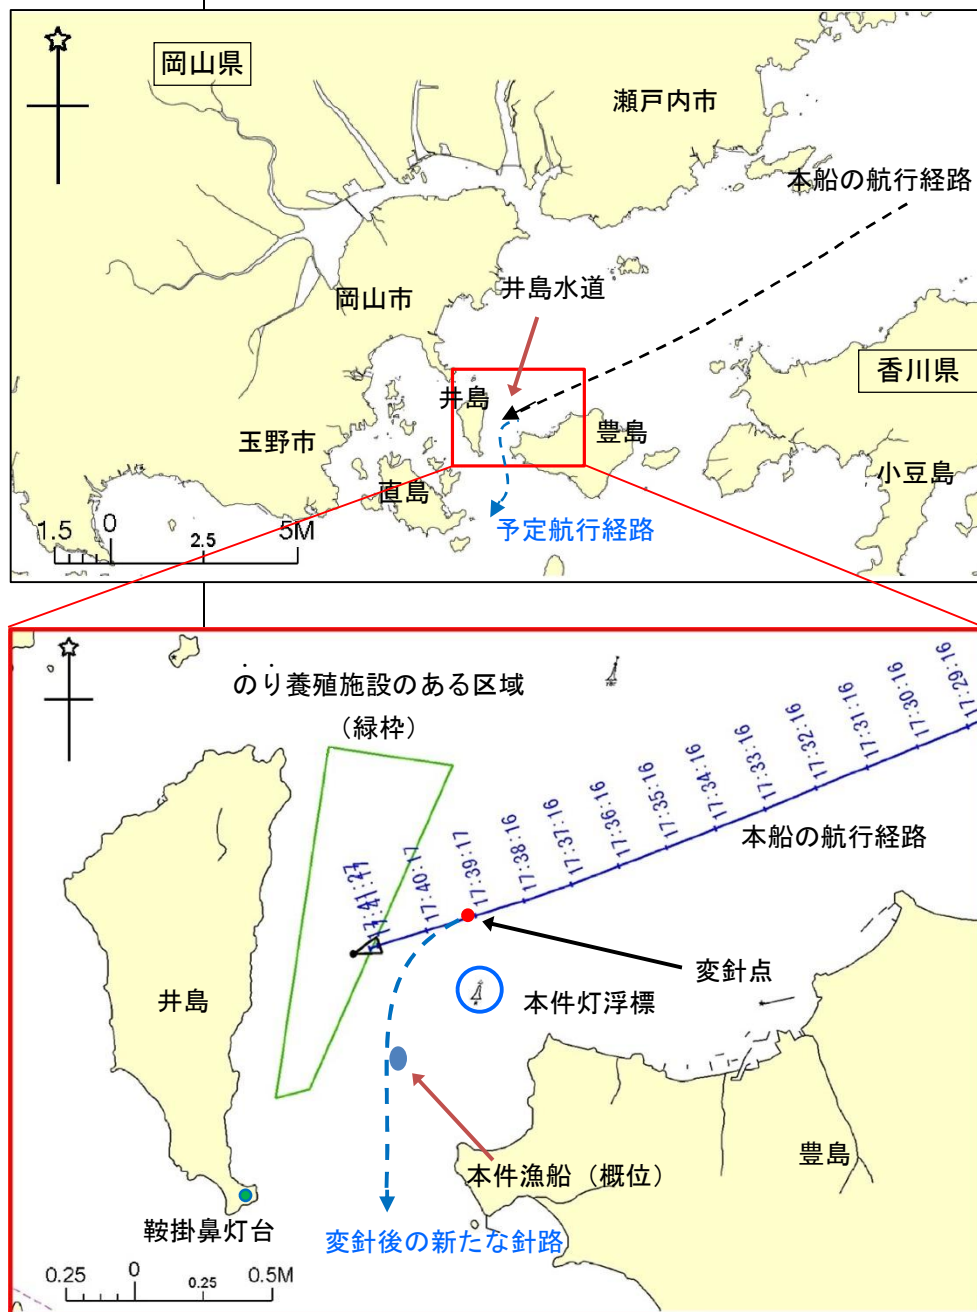 岡山県
瀬戸内市
本船の航行経路
井島水道
岡山市
香川県
井島
豊島
玉野市
直島
小豆島
1.5 0 2.5 5M
予定航行経路
のり養殖施設のある区域
(緑枠)
17:29:16
17:30:16
17:31:16
17:32:16
17:33:16
17:34:16
17:35:16
17:36:16
17:37:16
17:38:16
17:39:17
17:40:17
17:41:27
本船の航行経路
変針点
井島
本件灯浮標
豊島
本件漁船(概位)
鞍掛鼻灯台
変針後の新たな針路
0.25 0 0.25 0.5M